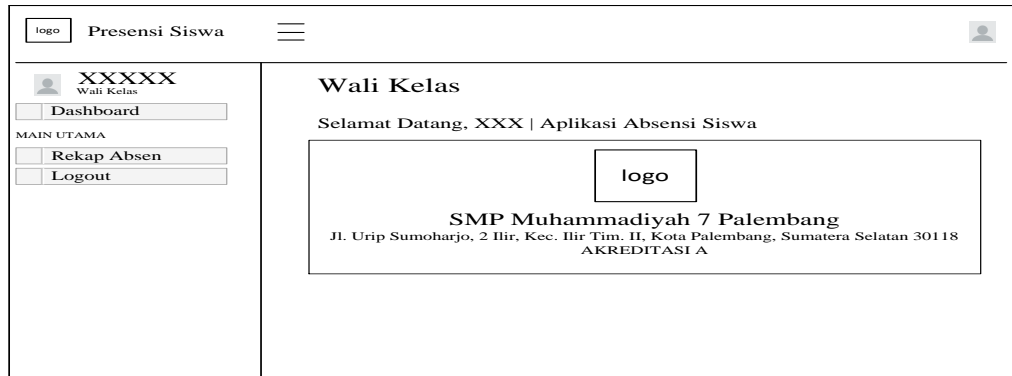 logo
Presensi Siswa
XXXXX
Wali Kelas
Dashboard
MAIN UTAMA
Rekap Absen
Logout
Wali Kelas
Selamat Datang, XXX | Aplikasi Absensi Siswa
logo
SMP Muhammadiyah 7 Palembang
Jl. Urip Sumoharjo, 2 Ilir, Kec. Ilir Tim. II, Kota Palembang, Sumatera Selatan 30118
AKREDITASI A